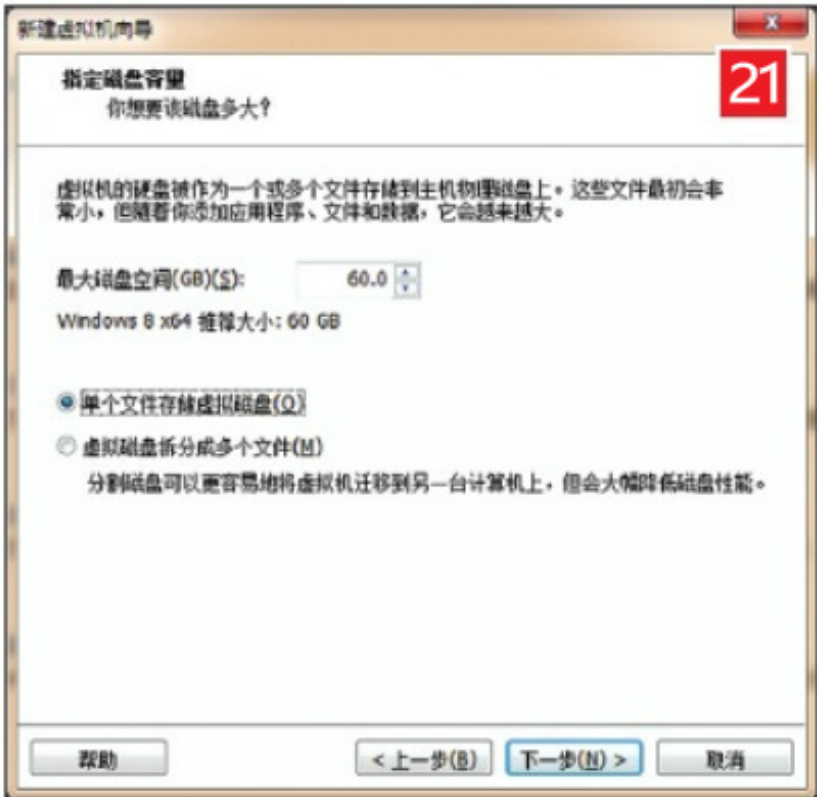 新建虚拟机向导
21
指定磁盘容量
你想要该磁盘多大?
虚拟机的硬盘被作为一个或多个文件存储到主机物理磁盘上。这些文件最初会非
常小,但随着你添加应用程序、文件和数据,它会越来越大。
最大磁盘空间(GB)(S): 60.0
Windows 8 x64 推荐大小: 60 GB
单个文件存储虚拟磁盘(O)
虚拟磁盘拆分成多个文件(M)
分割磁盘可以更容易地将虚拟机迁移到另一台计算机上,但会大幅降低磁盘性能。
帮助 < 上一步(B) 下一步(N) > 取消